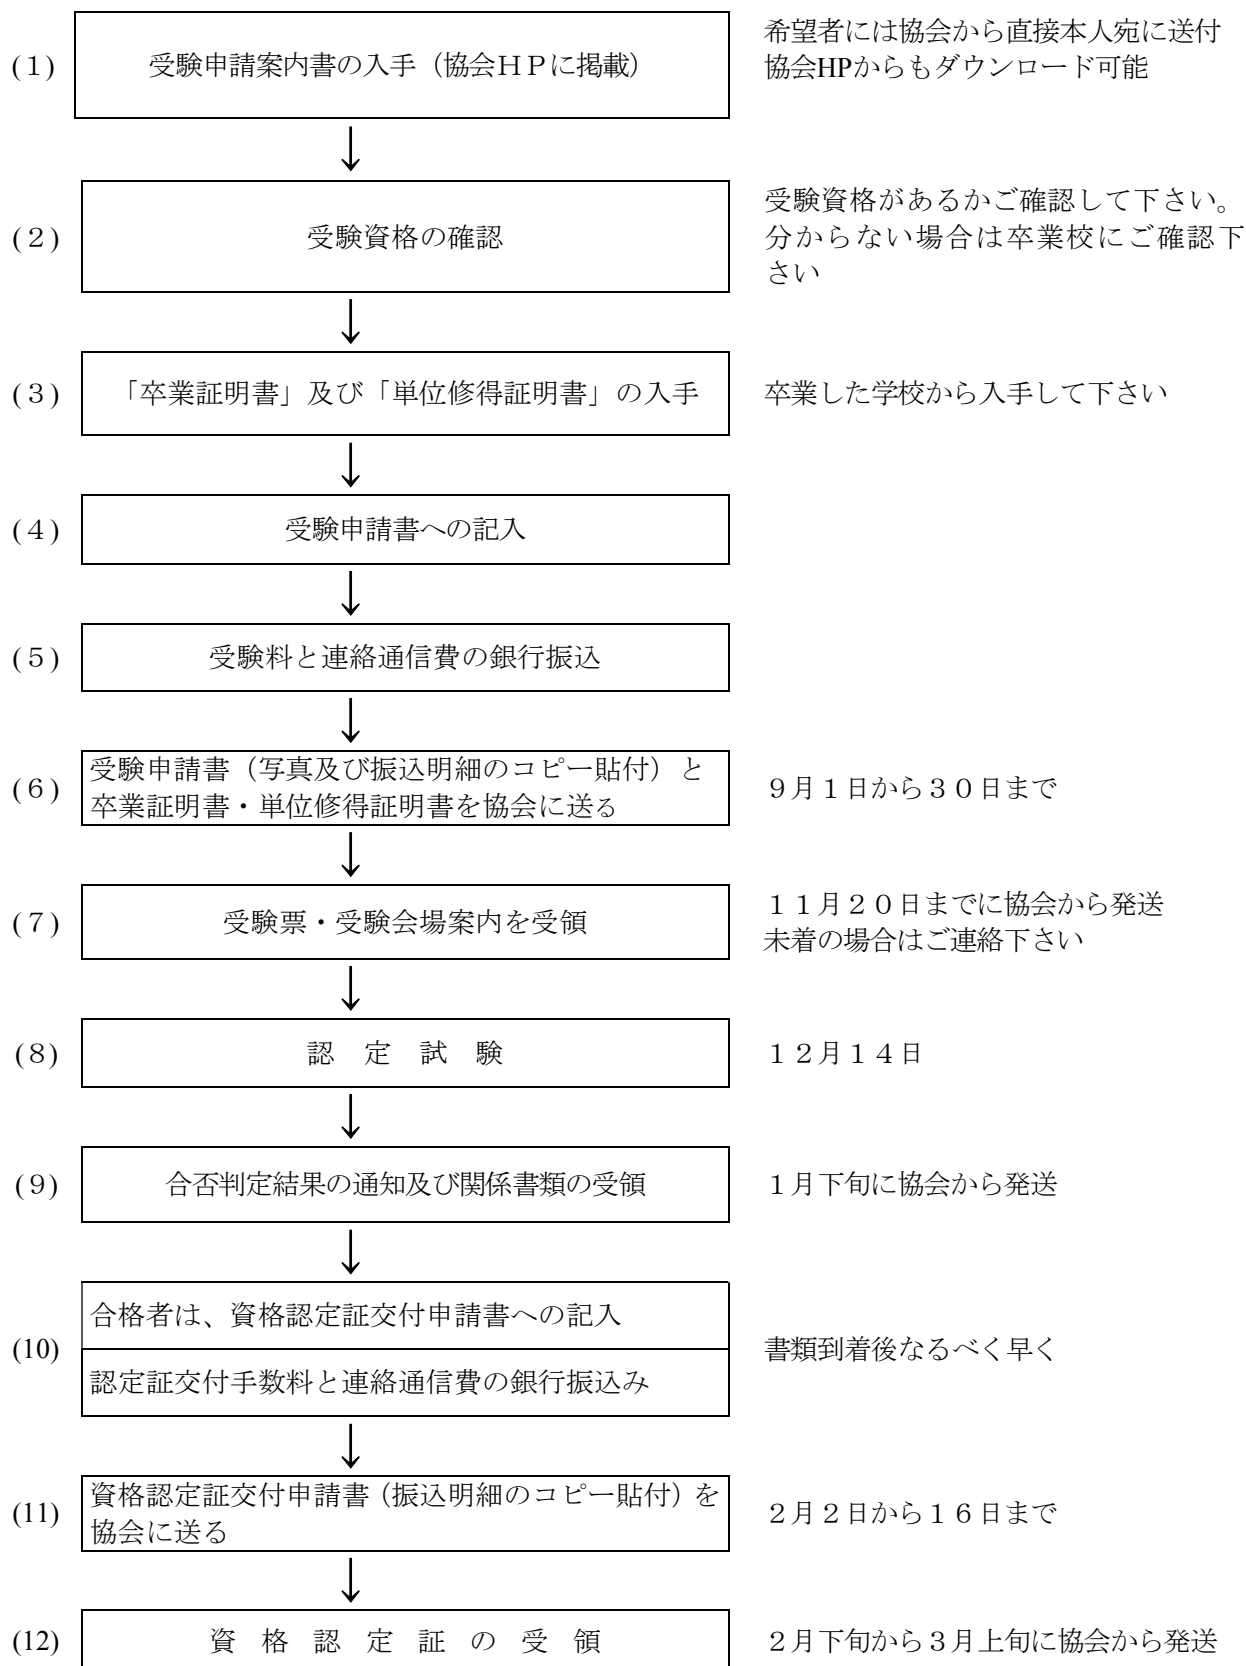 (１) 受験申請案内書の入手（協会ＨＰに掲載）
希望者には協会から直接本人宛に送付
協会HPからもダウンロード可能
(２) 受験資格の確認
受験資格があるかご確認して下さい。
分からない場合は卒業校にご確認下
さい
(３) 「卒業証明書」及び「単位修得証明書」の入手
卒業した学校から入手して下さい
(４) 受験申請書への記入
(５) 受験料と連絡通信費の銀行振込
(６) 受験申請書（写真及び振込明細のコピー貼付）と
卒業証明書・単位修得証明書を協会に送る
９月１日から３０日まで
(７) 受験票・受験会場案内を受領
１１月２０日までに協会から発送
未着の場合はご連絡下さい
(８) 認　定　試　験
１２月１４日
(９) 合否判定結果の通知及び関係書類の受領
１月下旬に協会から発送
(10) 合格者は、資格認定証交付申請書への記入
認定証交付手数料と連絡通信費の銀行振込み
書類到着後なるべく早く
(11) 資格認定証交付申請書（振込明細のコピー貼付）を
協会に送る
２月２日から１６日まで
(12) 資　格　認　定　証　の　受　領
２月下旬から３月上旬に協会から発送